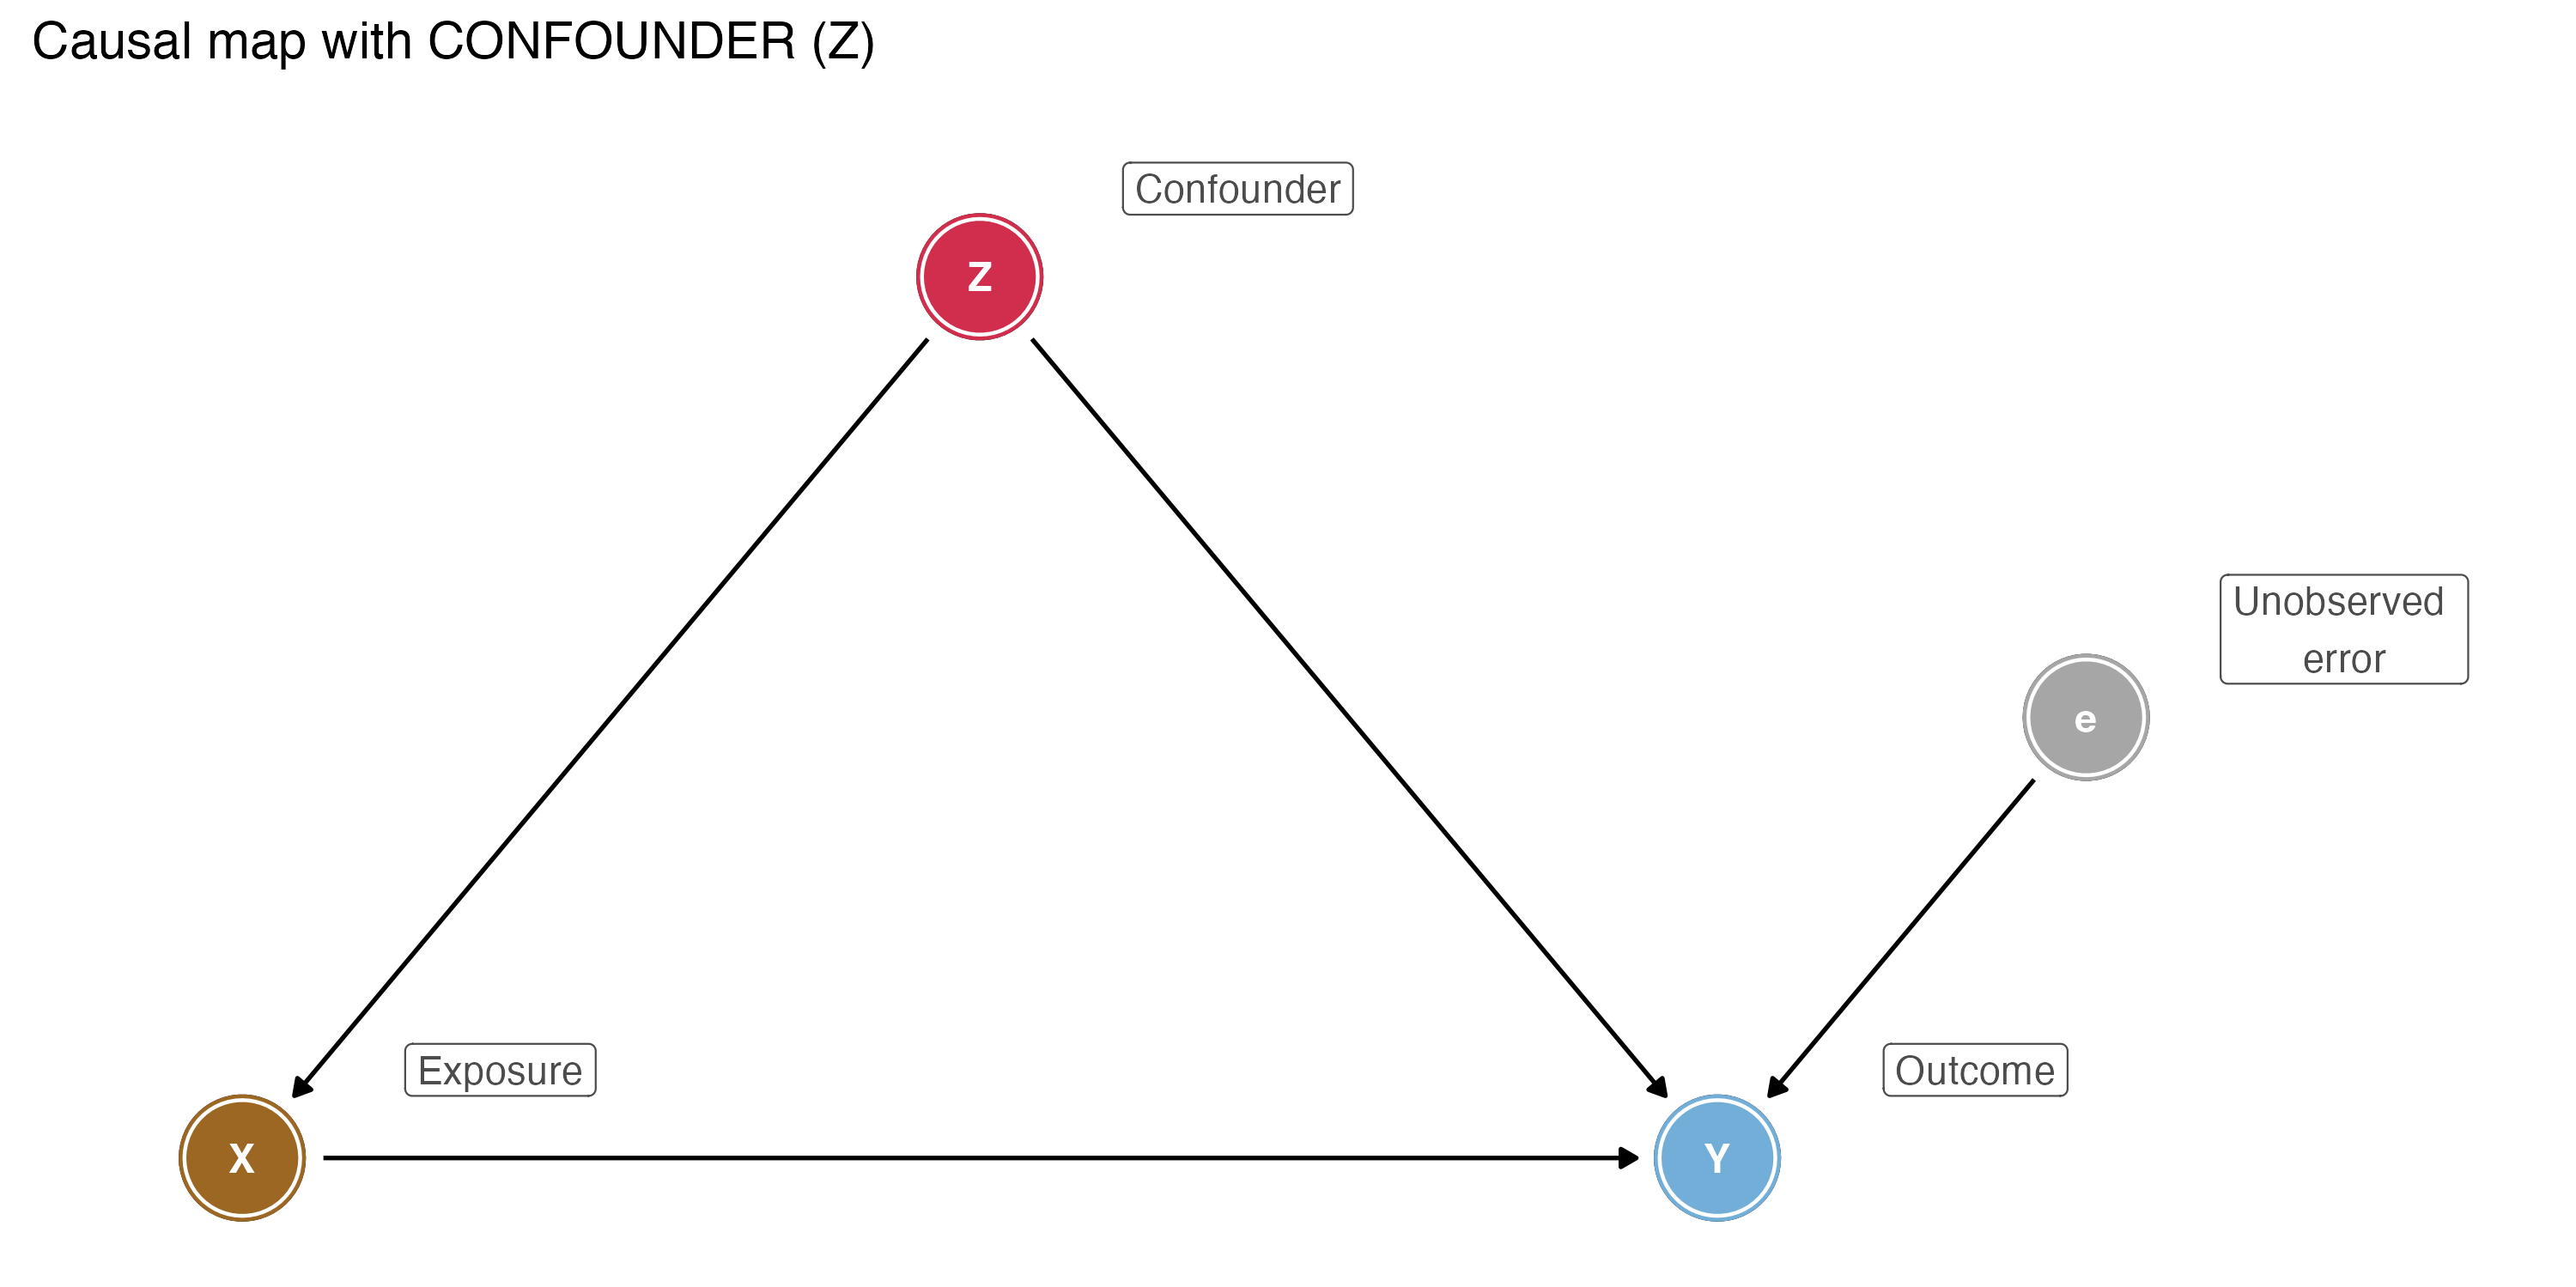 Causal map with CONFOUNDER (Z)
Confounder
Z
Unobserved
error
e
Exposure
Outcome
X
Y